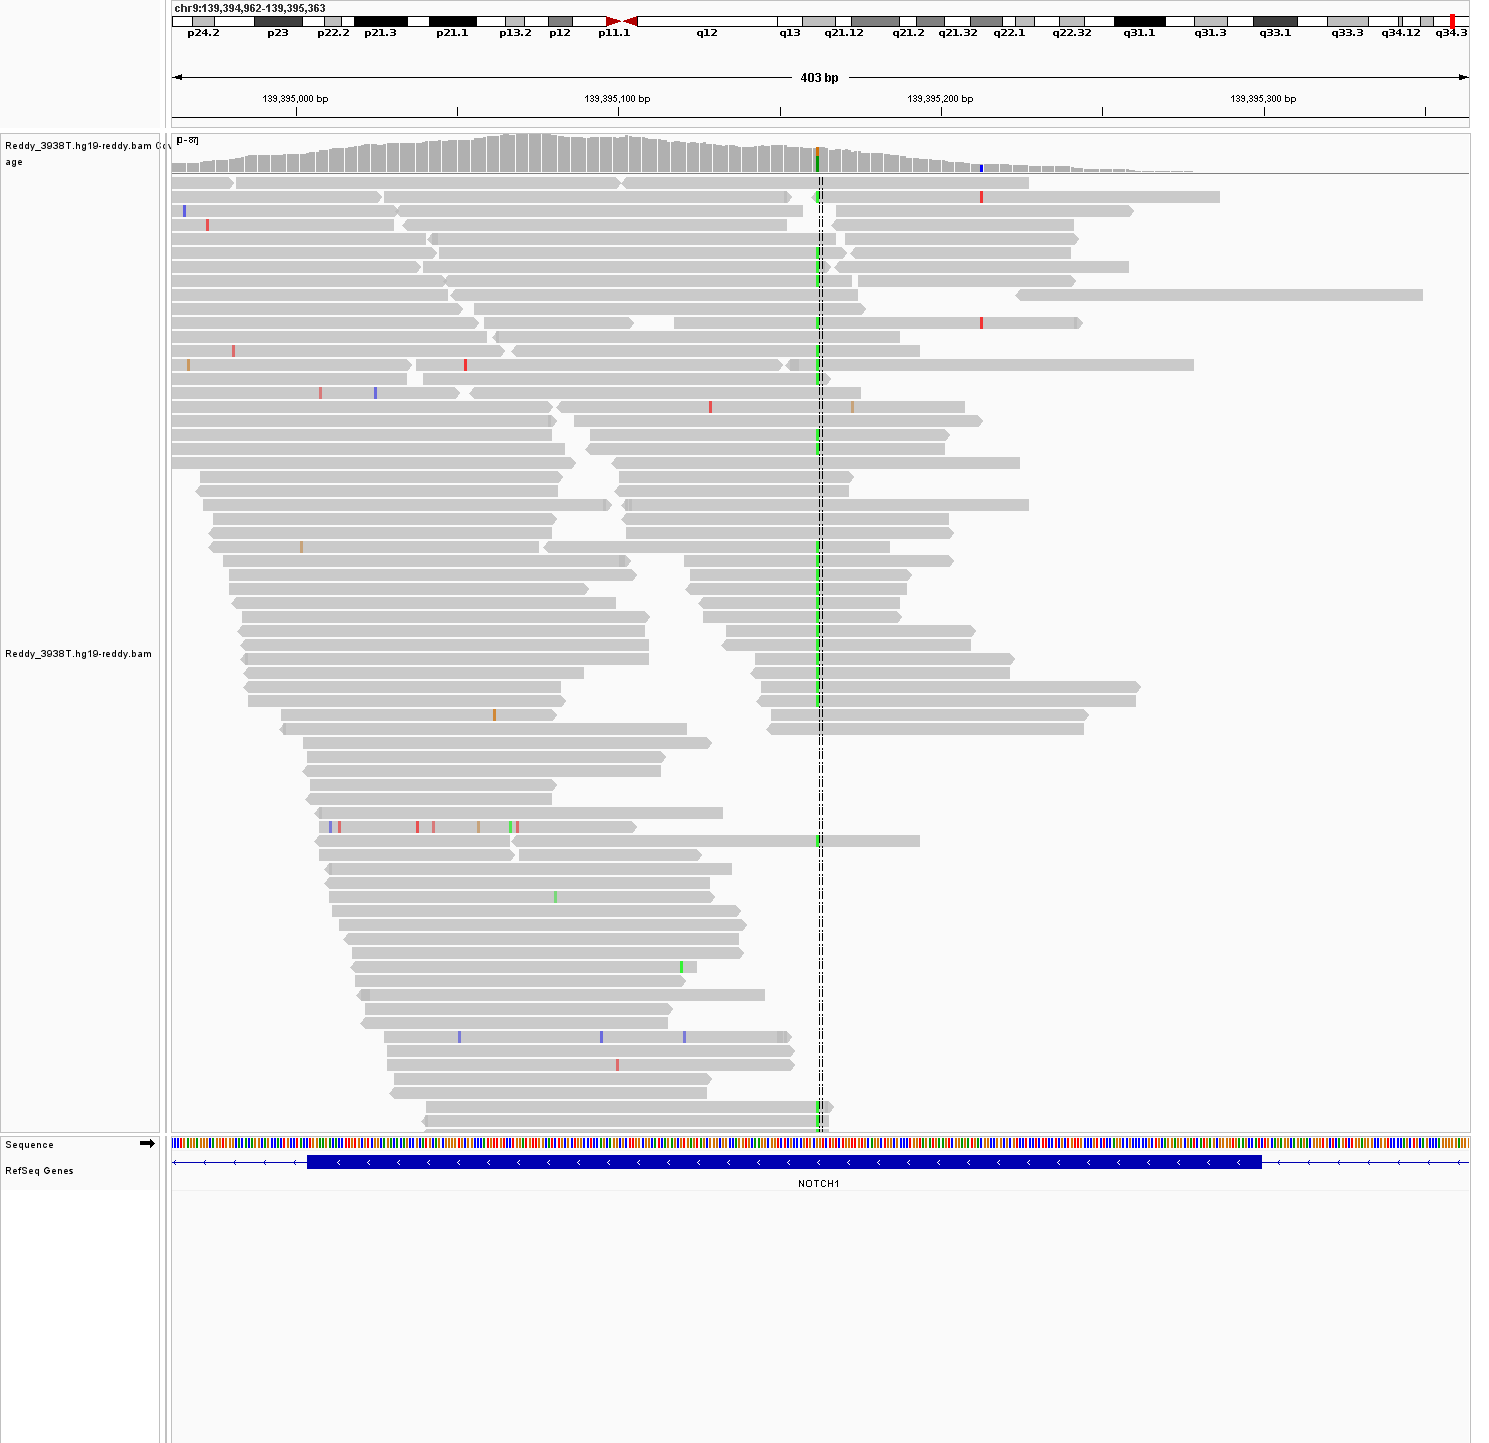 chr9:139,394,962-139,395,363
p24.2 p23 p22.2 p21.3 p21.1 p13.2 p12 p11.1 q12 q13 q21.12 q21.2 q21.32 q22.1 q22.32 q31.1 q31.3 q33.1 q33.3 q34.12 q34.3
403 bp
139,395,000 bp 139,395,100 bp 139,395,200 bp 139,395,300 bp
[0 - 87]
Reddy_3938T.hg19-reddy.bam Cov
age
Reddy_3938T.hg19-reddy.bam
Sequence
RefSeq Genes
NOTCH1